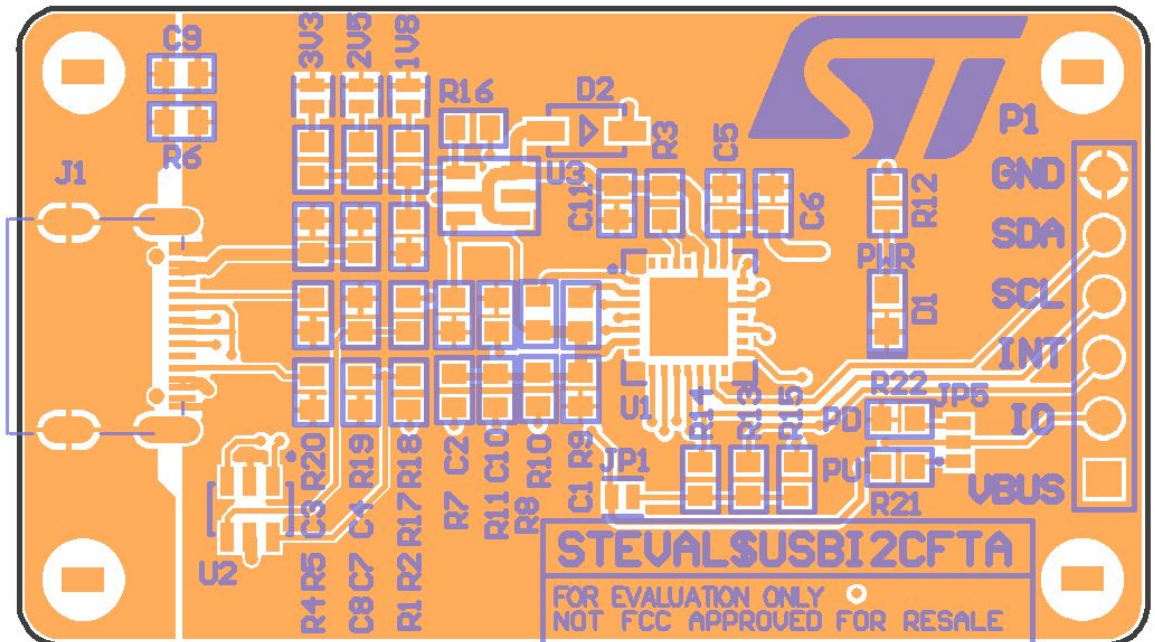 C9
3V3
2V5
1V8
R16
D2
R3
C5
ST
P1
R6
J1
U3
C11
C6
R12
GND
SDA
PWR
SCL
D1
INT
R22
JP5
U1
R14
R13
R15
PD
IO
R20
R19
R18
C2
C10
R10
R9
JP1
PU
VBUS
R21
C3
C4
R17
R7
R11
R8
C1
U2
R4
R5
C8
C7
R1
R2
STEVAL$USBI2CFTA
FOR EVALUATION ONLY
NOT FCC APPROVED FOR RESALE